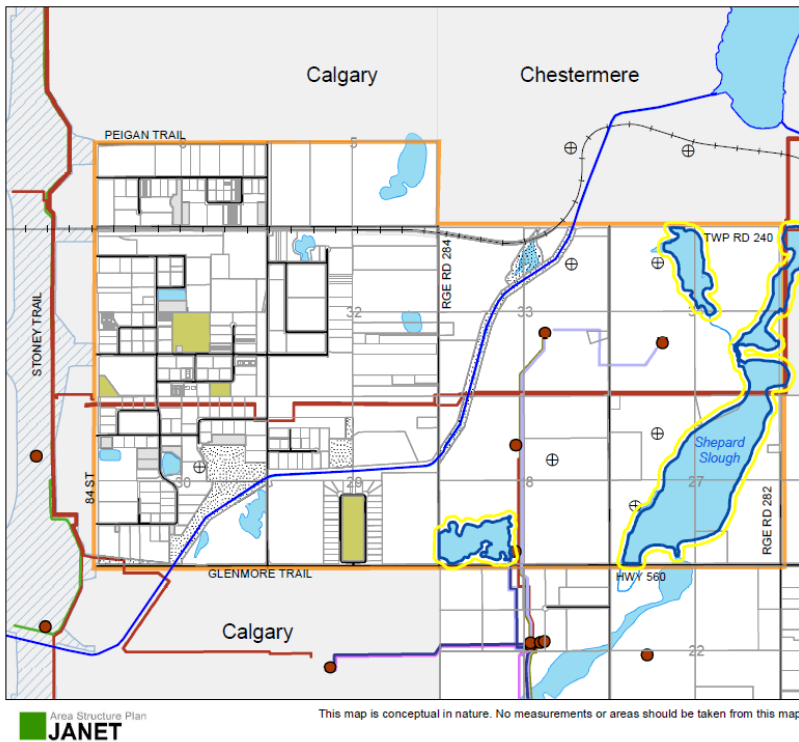 Calgary
Chestermere
PEIGAN TRAIL
5
TWP RD 240
RGE RD 284
STONEY TRAIL
32
33
Shepard
Slough
84 ST
30
29
28
27
RGE RD 282
GLENMORE TRAIL
HWY 560
Calgary
22
Area Structure Plan
JANET
This map is conceptual in nature. No measurements or areas should be taken from this map